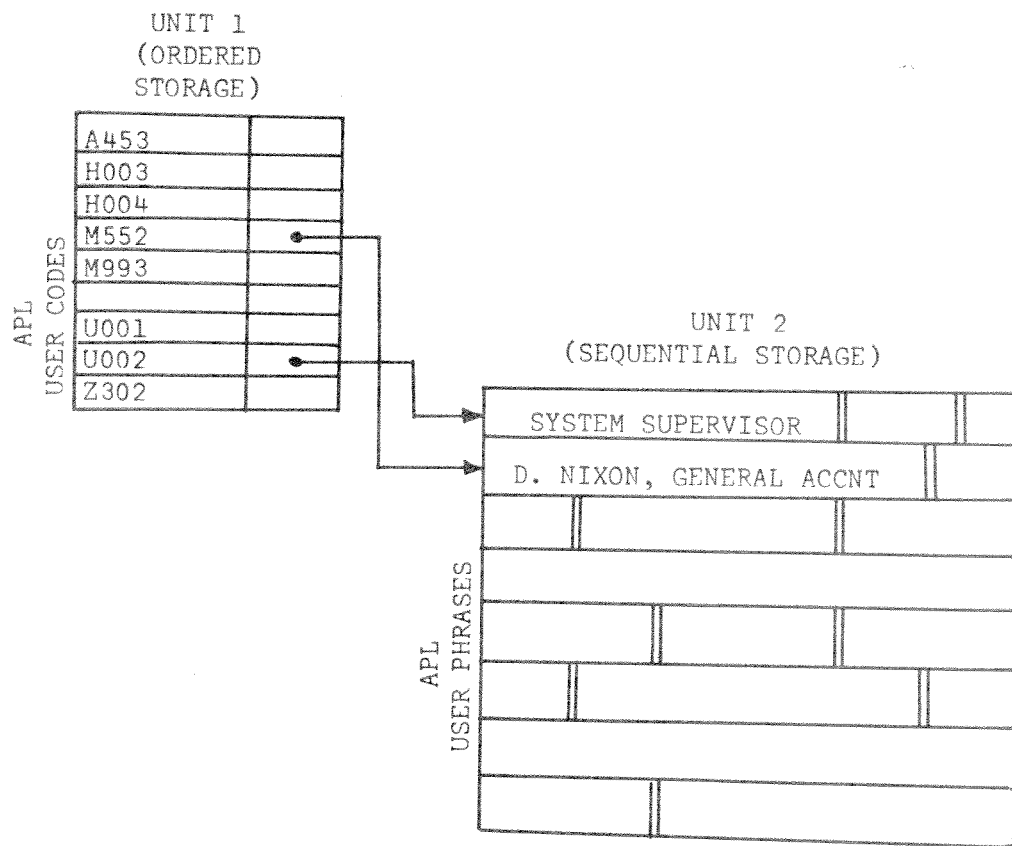 UNIT 1
(ORDERED
STORAGE)
A453
H003
H004
M552
M993
U001
U002
Z302
APL
USER CODES
UNIT 2
(SEQUENTIAL STORAGE)
SYSTEM SUPERVISOR
D. NIXON, GENERAL ACCNT
APL
USER PHRASES